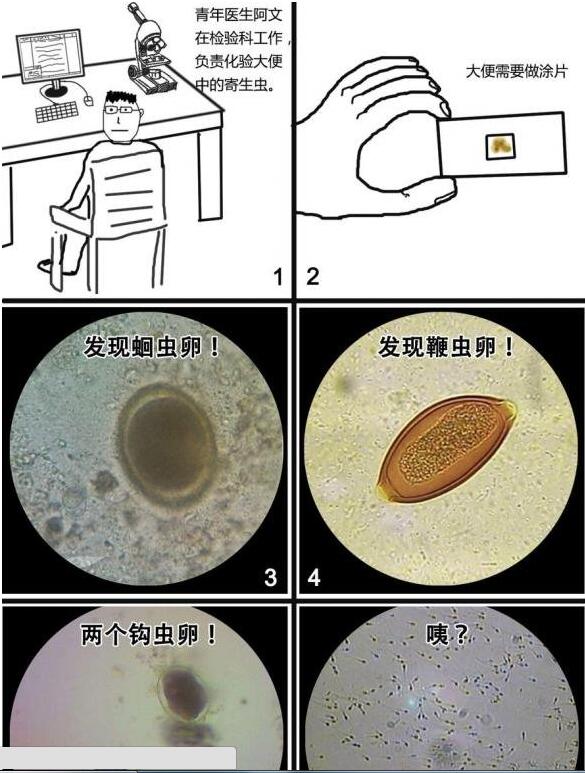 青年医生阿文
在检验科工作，
负责化验大便
中的寄生虫。
1
大便需要做涂片
2
发现蛔虫卵！
3
发现鞭虫卵！
4
两个钩虫卵！
咦？